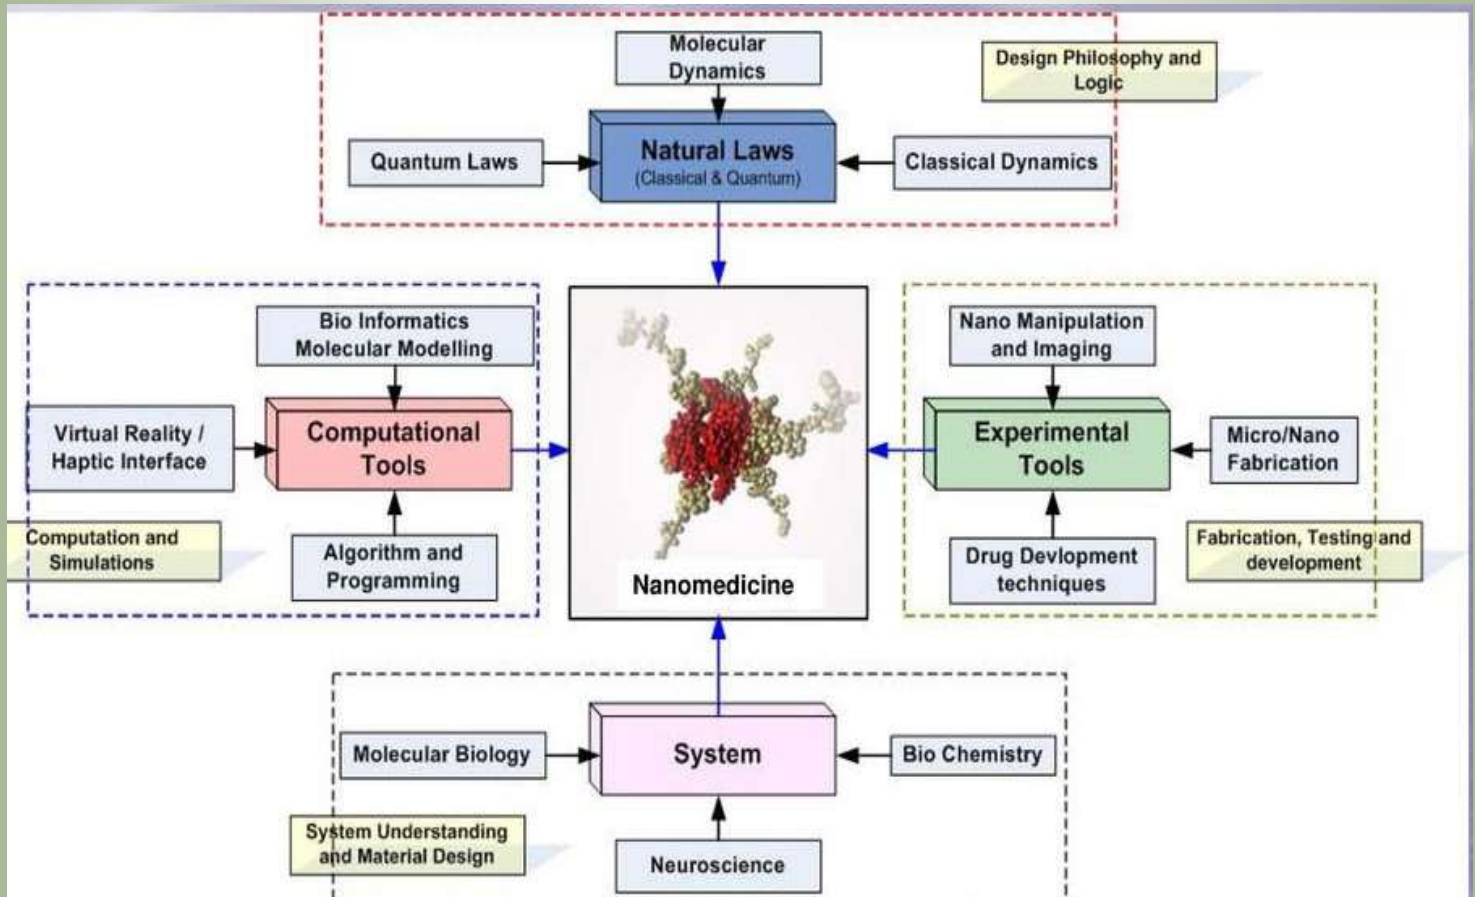 Molecular
Dynamics
Design Philosophy and
Logic
Quantum Laws
Natural Laws
(Classical & Quantum)
Classical Dynamics
Bio Informatics
Molecular Modelling
Virtual Reality /
Haptic Interface
Computational
Tools
Computation and
Simulations
Algorithm and
Programming
Nanomedicine
Nano Manipulation
and Imaging
Experimental
Tools
Micro/Nano
Fabrication
Drug Devlopment
techniques
Fabrication, Testing and
development
Molecular Biology
System
Bio Chemistry
System Understanding
and Material Design
Neuroscience